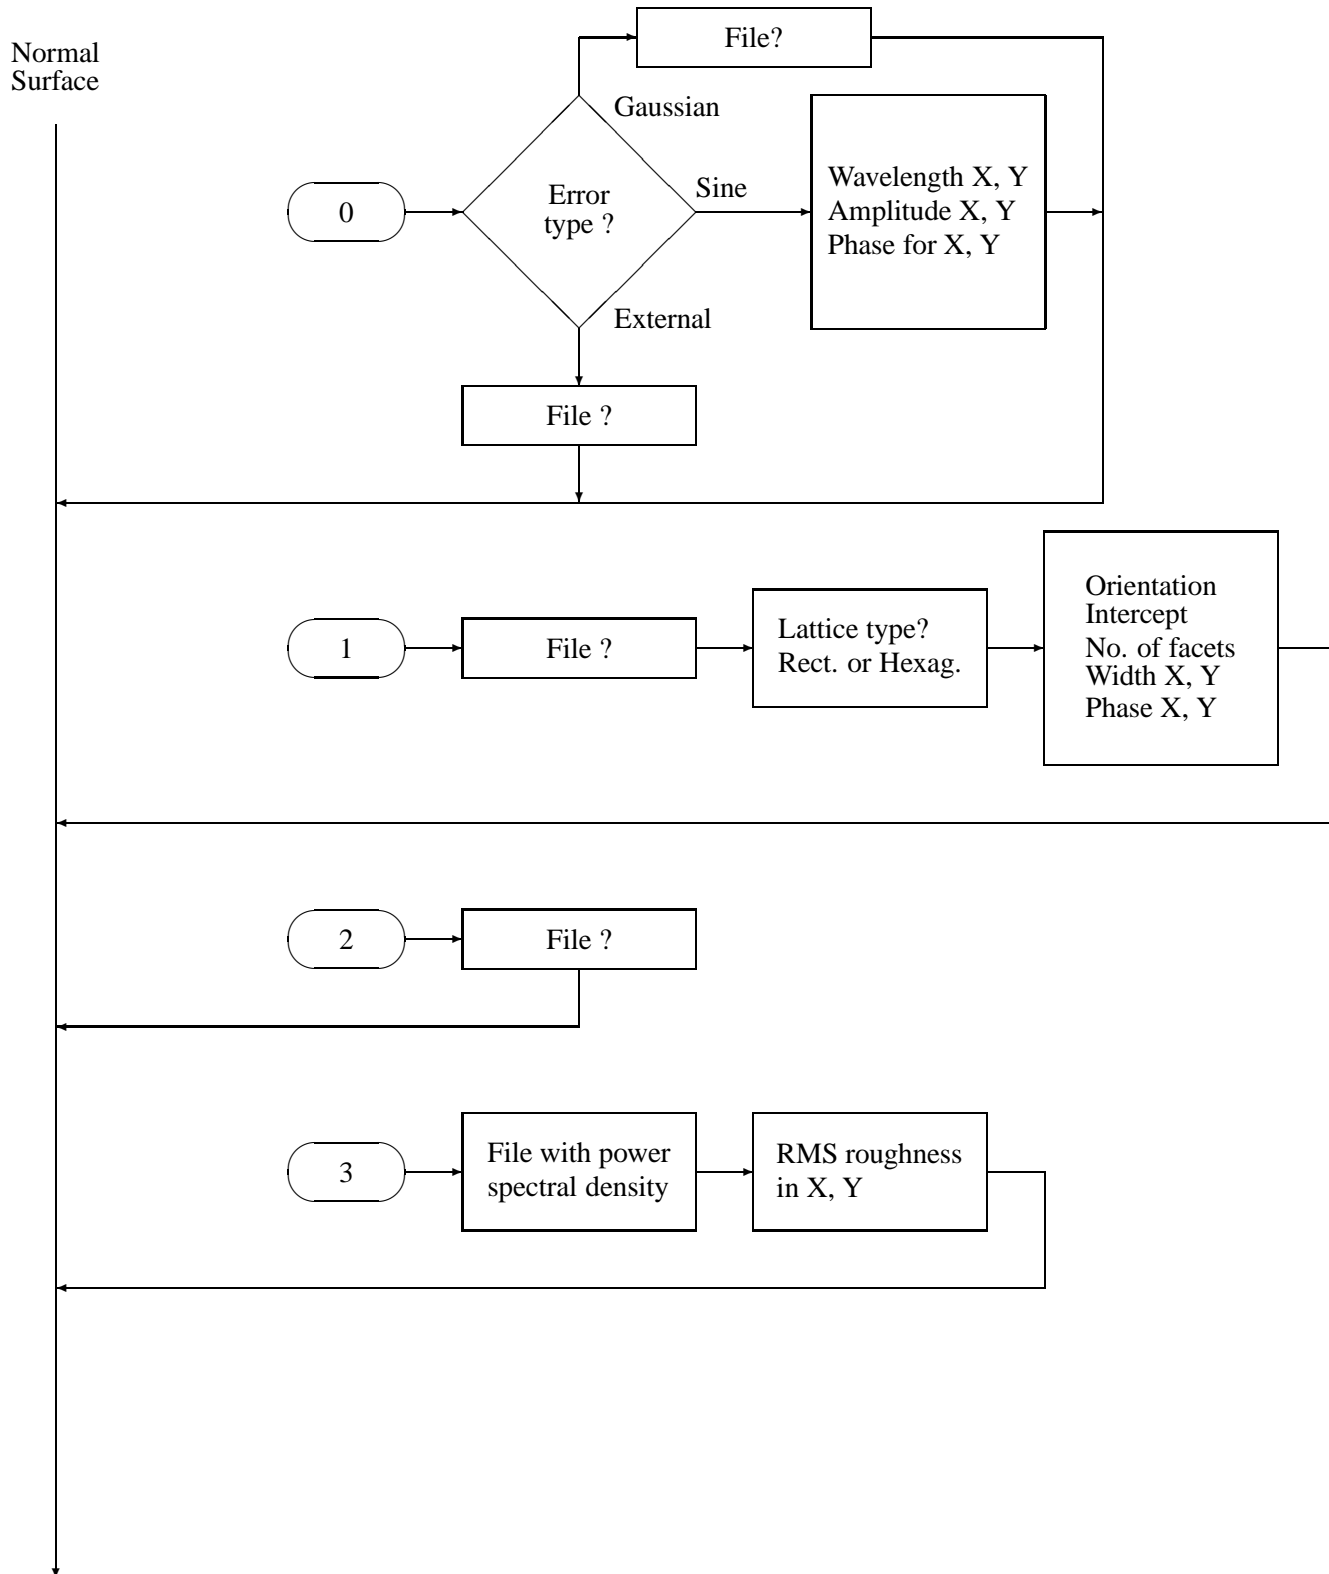 Normal
Surface
File?
Gaussian
0
Error
type ?
Sine
Wavelength X, Y
Amplitude X, Y
Phase for X, Y
External
File ?
1
File ?
Lattice type?
Rect. or Hexag.
Orientation
Intercept
No. of facets
Width X, Y
Phase X, Y
2
File ?
3
File with power
spectral density
RMS roughness
in X, Y